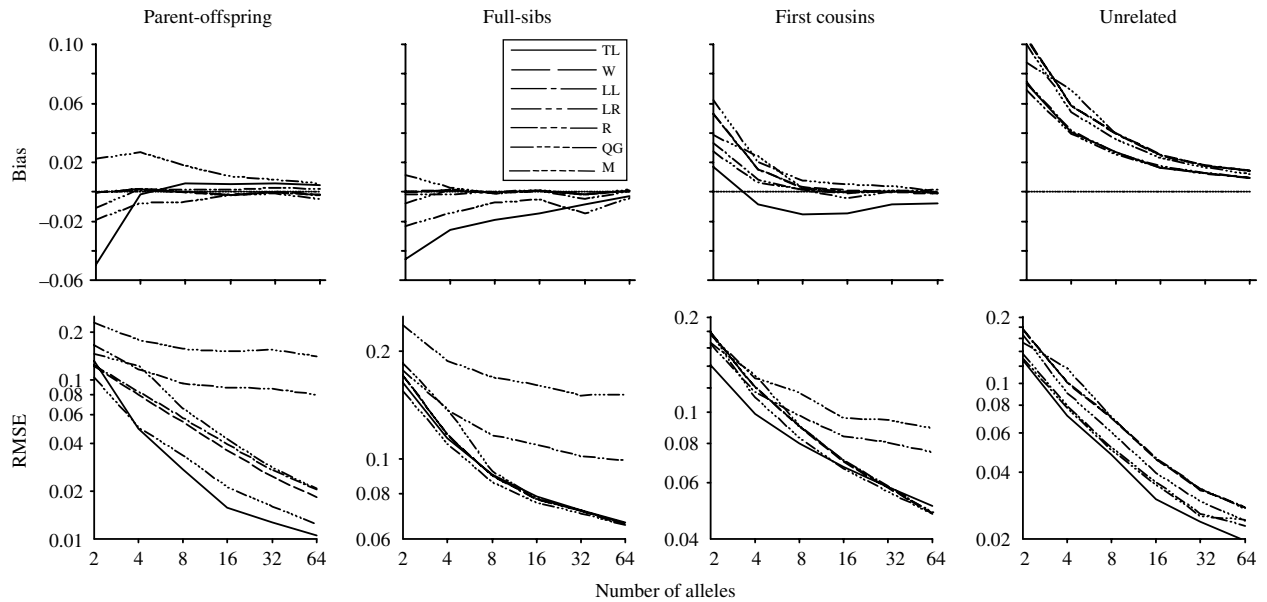 Parent-offspring
Full-sibs
First cousins
Unrelated
Bias
0.10
0.06
0.02
−0.02
−0.06
TL
W
LL
LR
R
QG
M
RMSE
0.2
0.1
0.08
0.06
0.04
0.02
0.01
0.2
0.1
0.08
0.06
0.2
0.1
0.08
0.06
0.04
0.2
0.1
0.08
0.06
0.04
0.02
2 4 8 16 32 64
2 4 8 16 32 64
2 4 8 16 32 64
2 4 8 16 32 64
Number of alleles